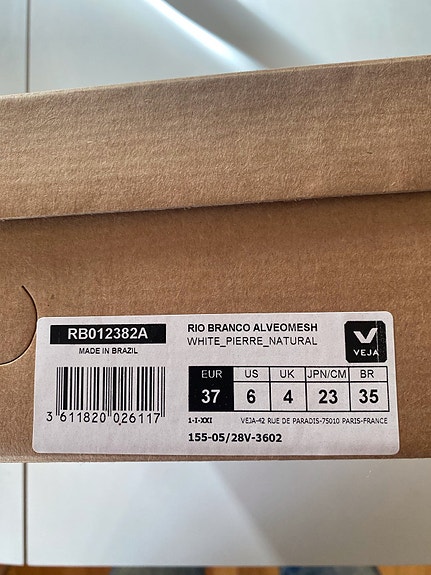 RB012382A
MADE IN BRAZIL
3 611820 026117
RIO BRANCO ALVEOMESH
WHITE_PIERRE_NATURAL
V
VEJA
EUR US UK JPN/CM BR
37 6 4 23 35
1-I-XXI VEJA-42 RUE DE PARADIS-75010 PARIS-FRANCE
155-05/28V-3602